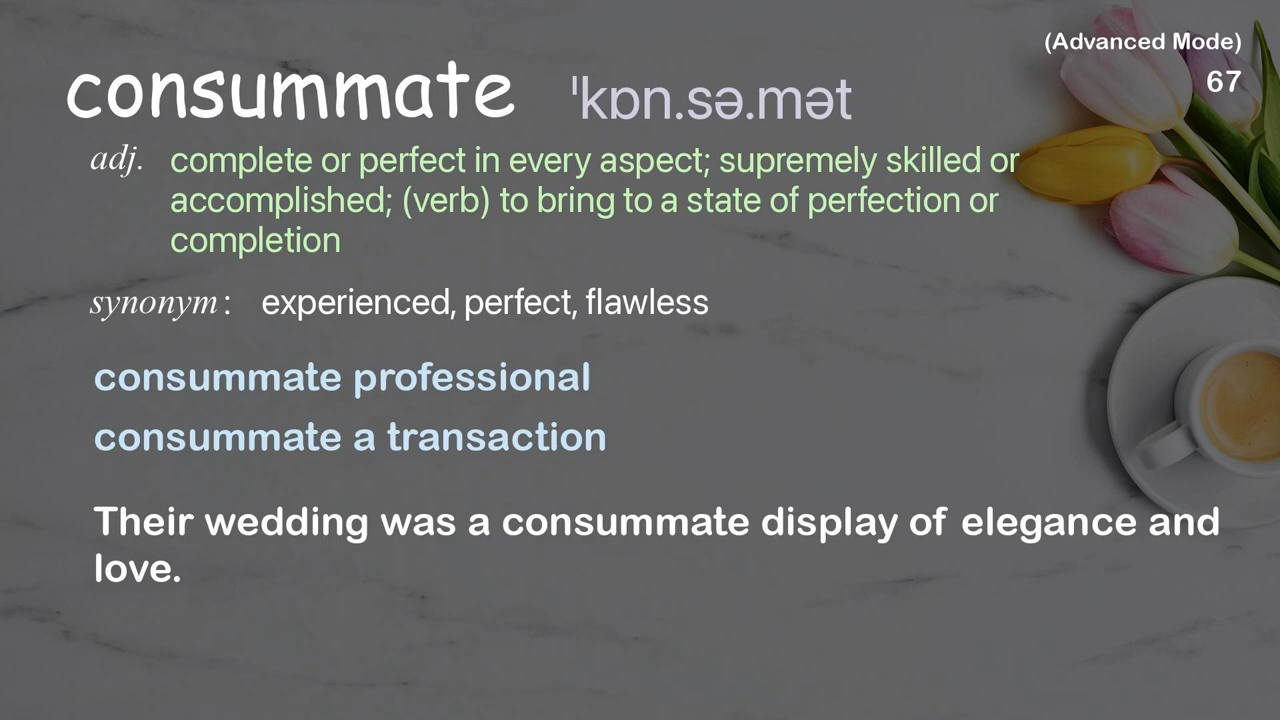 (Advanced Mode)
consummate ˈkɒn.sə.mət
67
adj. complete or perfect in every aspect; supremely skilled or
accomplished; (verb) to bring to a state of perfection or
completion
synonym: experienced, perfect, flawless
consummate professional
consummate a transaction
Their wedding was a consummate display of elegance and
love.